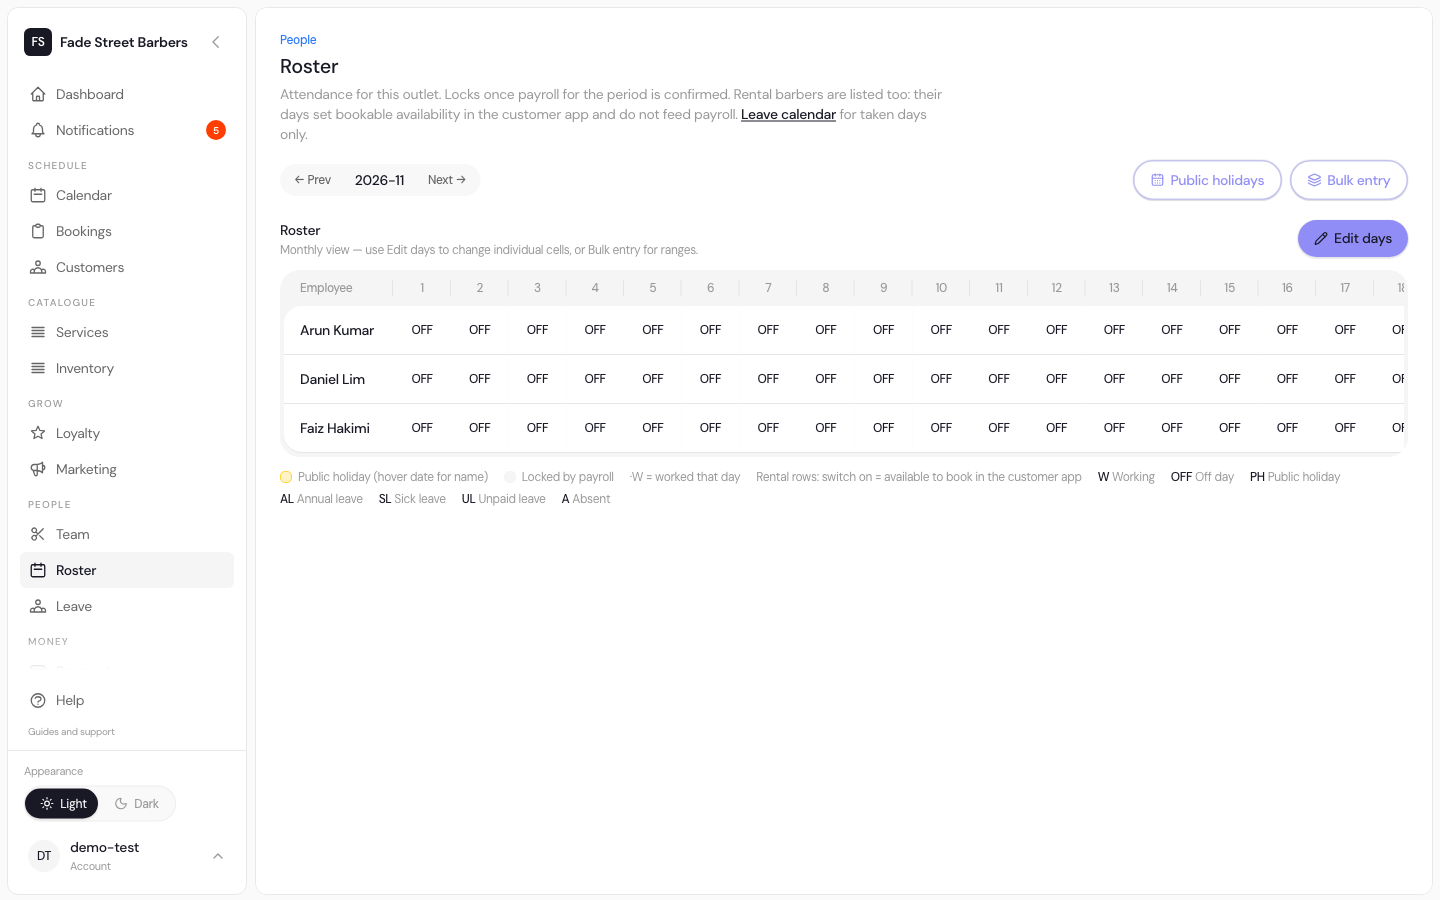 FS Fade Street Barbers
Dashboard
Notifications 5
SCHEDULE
Calendar
Bookings
Customers
CATALOGUE
Services
Inventory
GROW
Loyalty
Marketing
PEOPLE
Team
Roster
Leave
MONEY
Help
Guides and support
Appearance
Light Dark
DT demo-test
Account
People
Roster
Attendance for this outlet. Locks once payroll for the period is confirmed. Rental barbers are listed too: their
days set bookable availability in the customer app and do not feed payroll. Leave calendar for taken days
only.
← Prev 2026-11 Next → Public holidays Bulk entry
Roster
Monthly view — use Edit days to change individual cells, or Bulk entry for ranges.
Edit days
Employee 1 2 3 4 5 6 7 8 9 10 11 12 13 14 15 16 17
Arun Kumar OFF OFF OFF OFF OFF OFF OFF OFF OFF OFF OFF OFF OFF OFF OFF OFF OFF
Daniel Lim OFF OFF OFF OFF OFF OFF OFF OFF OFF OFF OFF OFF OFF OFF OFF OFF OFF
Faiz Hakimi OFF OFF OFF OFF OFF OFF OFF OFF OFF OFF OFF OFF OFF OFF OFF OFF OFF
Public holiday (hover date for name) Locked by payroll ·W = worked that day Rental rows: switch on = available to book in the customer app W Working OFF Off day PH Public holiday
AL Annual leave SL Sick leave UL Unpaid leave A Absent